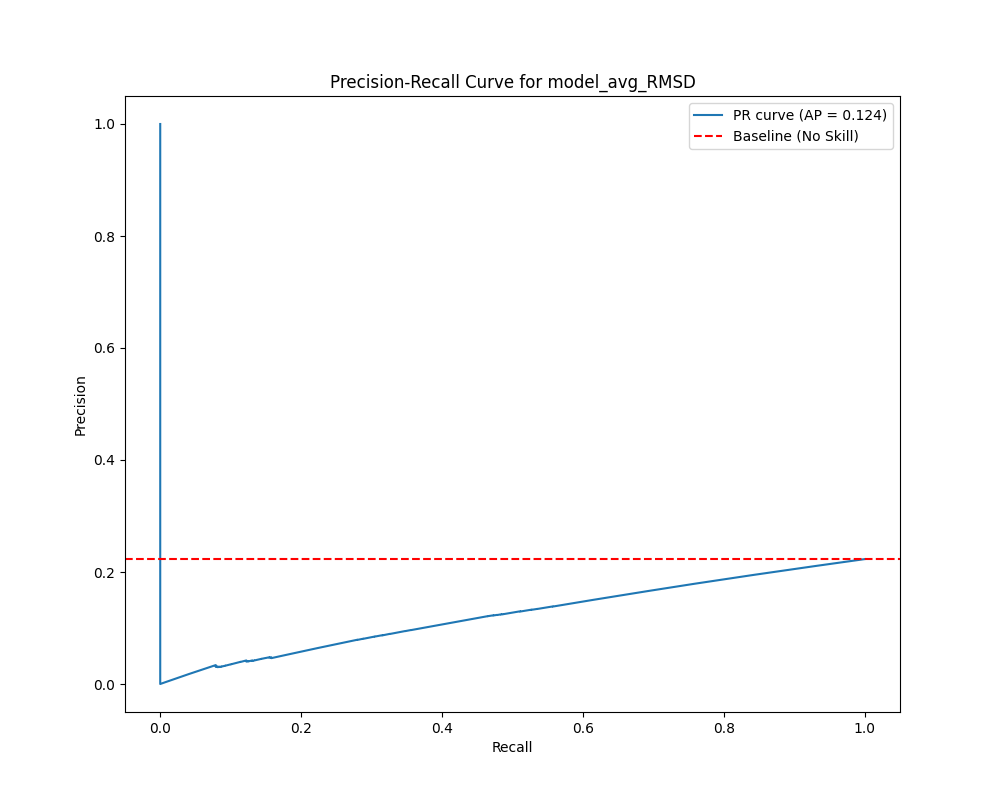 Precision-Recall Curve for model_avg_RMSD
PR curve (AP = 0.124)
Baseline (No Skill)
1.0
0.8
0.6
0.4
0.2
0.0
Precision
0.0 0.2 0.4 0.6 0.8 1.0
Recall